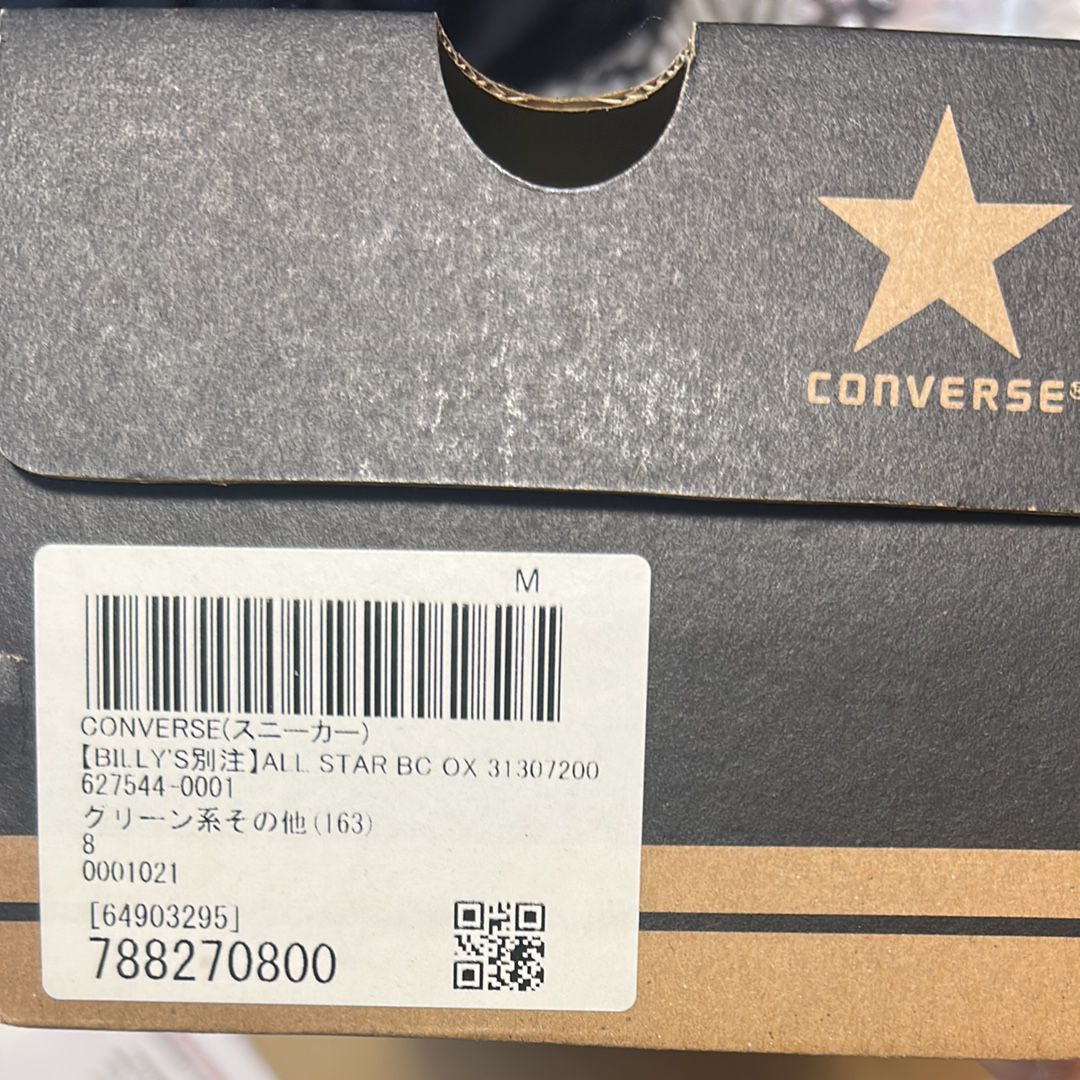 CONVERSE®
M
CONVERSE(スニーカー)
【BILLY'S別注】ALL STAR BC OX 31307200
627544-0001
グリーン系その他(163)
8
0001021
[64903295]
788270800